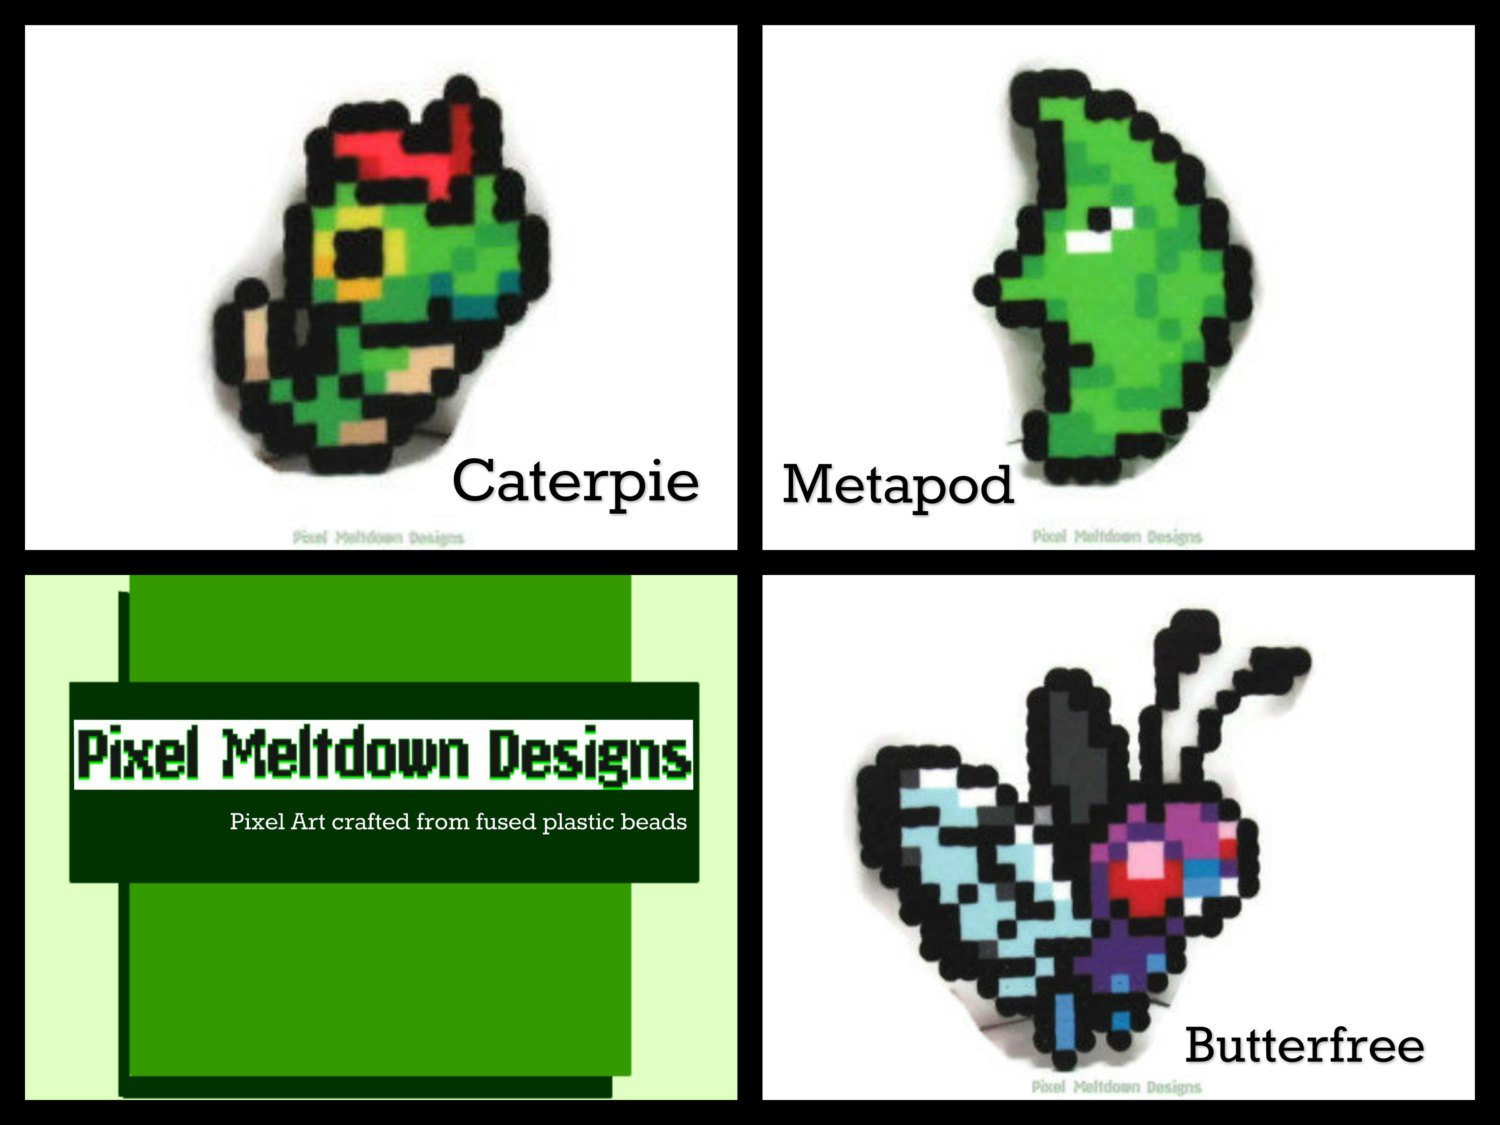 Caterpie
Pixel Meltdown Designs
Metapod
Pixel Meltdown Designs
Pixel Meltdown Designs
Pixel Art crafted from fused plastic beads
Butterfree
Pixel Meltdown Designs